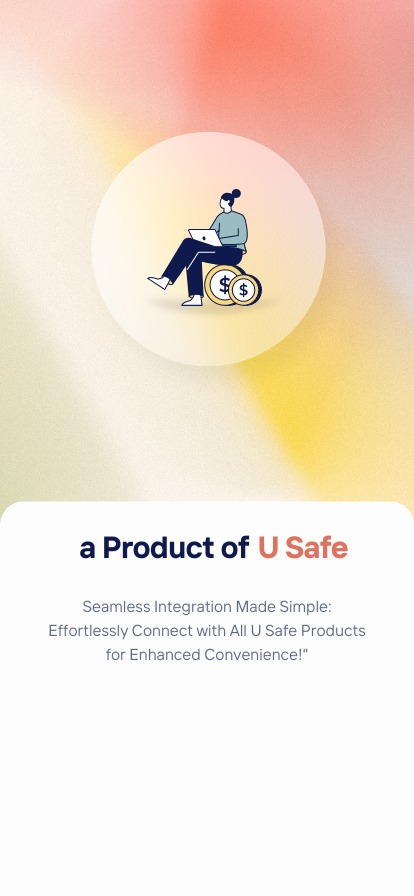 $
$
a Product of U Safe
Seamless Integration Made Simple:
Effortlessly Connect with All U Safe Products
for Enhanced Convenience!"